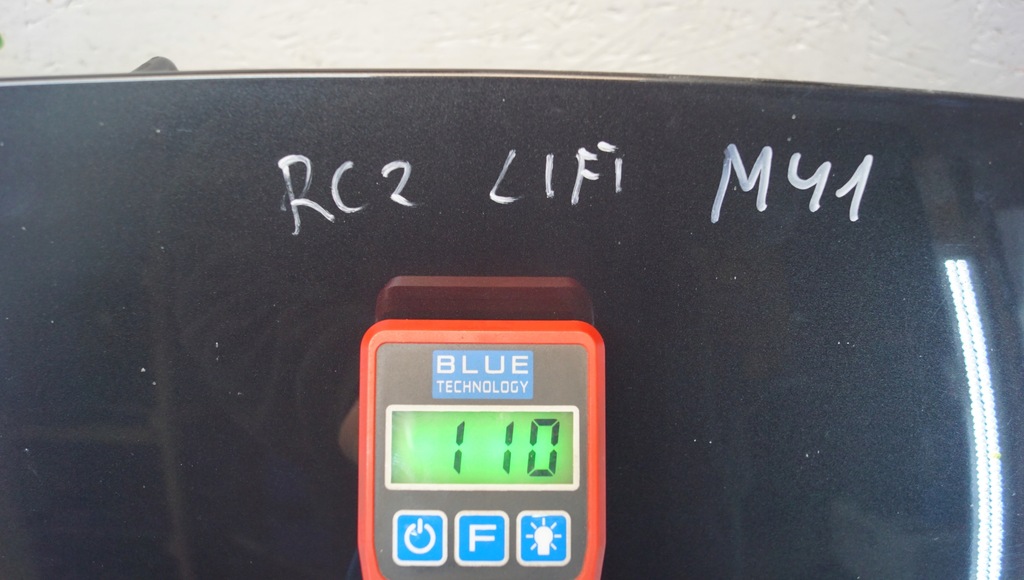 RC2 LIFi M41
BLUE
TECHNOLOGY
110
F